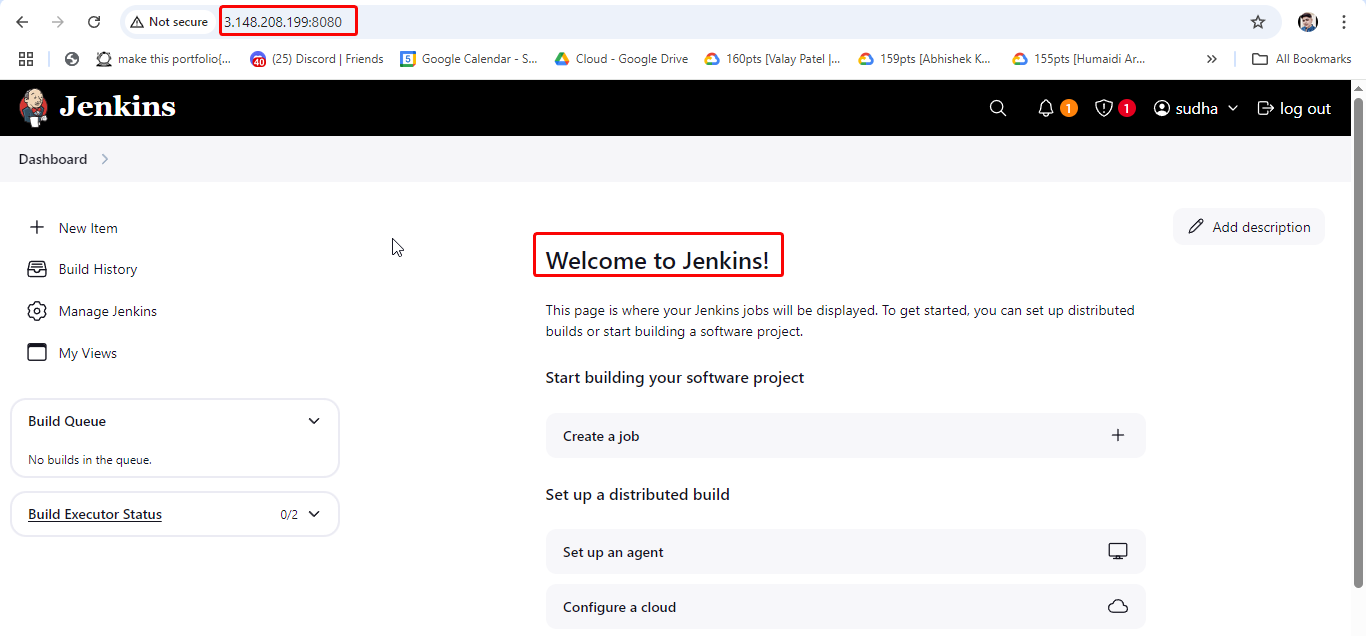 Not secure
3.148.208.199:8080
make this portfolio{...
40
(25) Discord | Friends
5
Google Calendar - S...
Cloud - Google Drive
160pts [Valay Patel |...
159pts [Abhishek K...
155pts [Humaidi Ar...
»
All Bookmarks
Jenkins
1
1
sudha
log out
Dashboard
New Item
Build History
Manage Jenkins
My Views
Build Queue
No builds in the queue.
Build Executor Status
0/2
Add description
Welcome to Jenkins!
This page is where your Jenkins jobs will be displayed. To get started, you can set up distributed
builds or start building a software project.
Start building your software project
Create a job
Set up a distributed build
Set up an agent
Configure a cloud